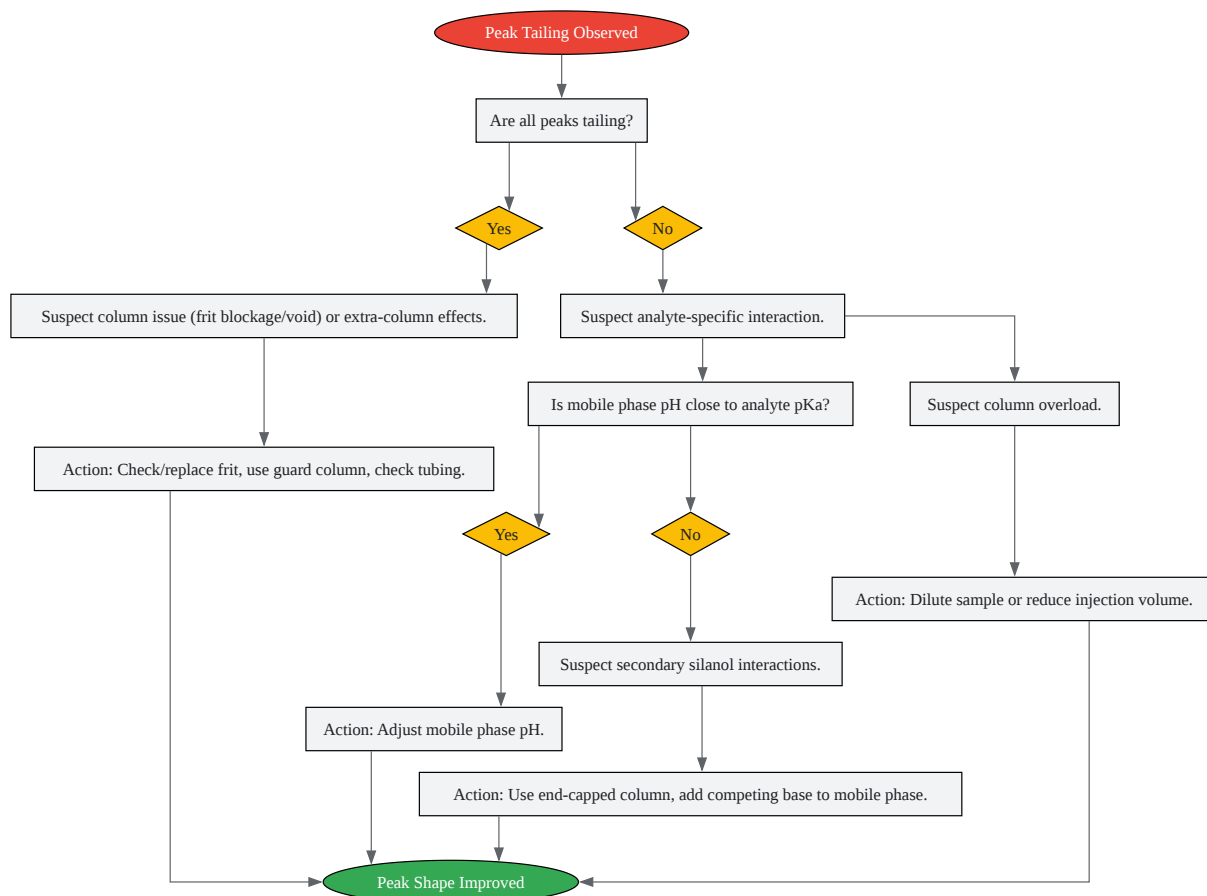 Peak Tailing Observed
Are all peaks tailing?
Yes
No
Suspect column issue (frit blockage/void) or extra-column effects.
Suspect analyte-specific interaction.
Is mobile phase pH close to analyte pKa?
Suspect column overload.
Action: Check/replace frit, use guard column, check tubing.
Yes
No
Action: Dilute sample or reduce injection volume.
Suspect secondary silanol interactions.
Action: Adjust mobile phase pH.
Action: Use end-capped column, add competing base to mobile phase.
Peak Shape Improved